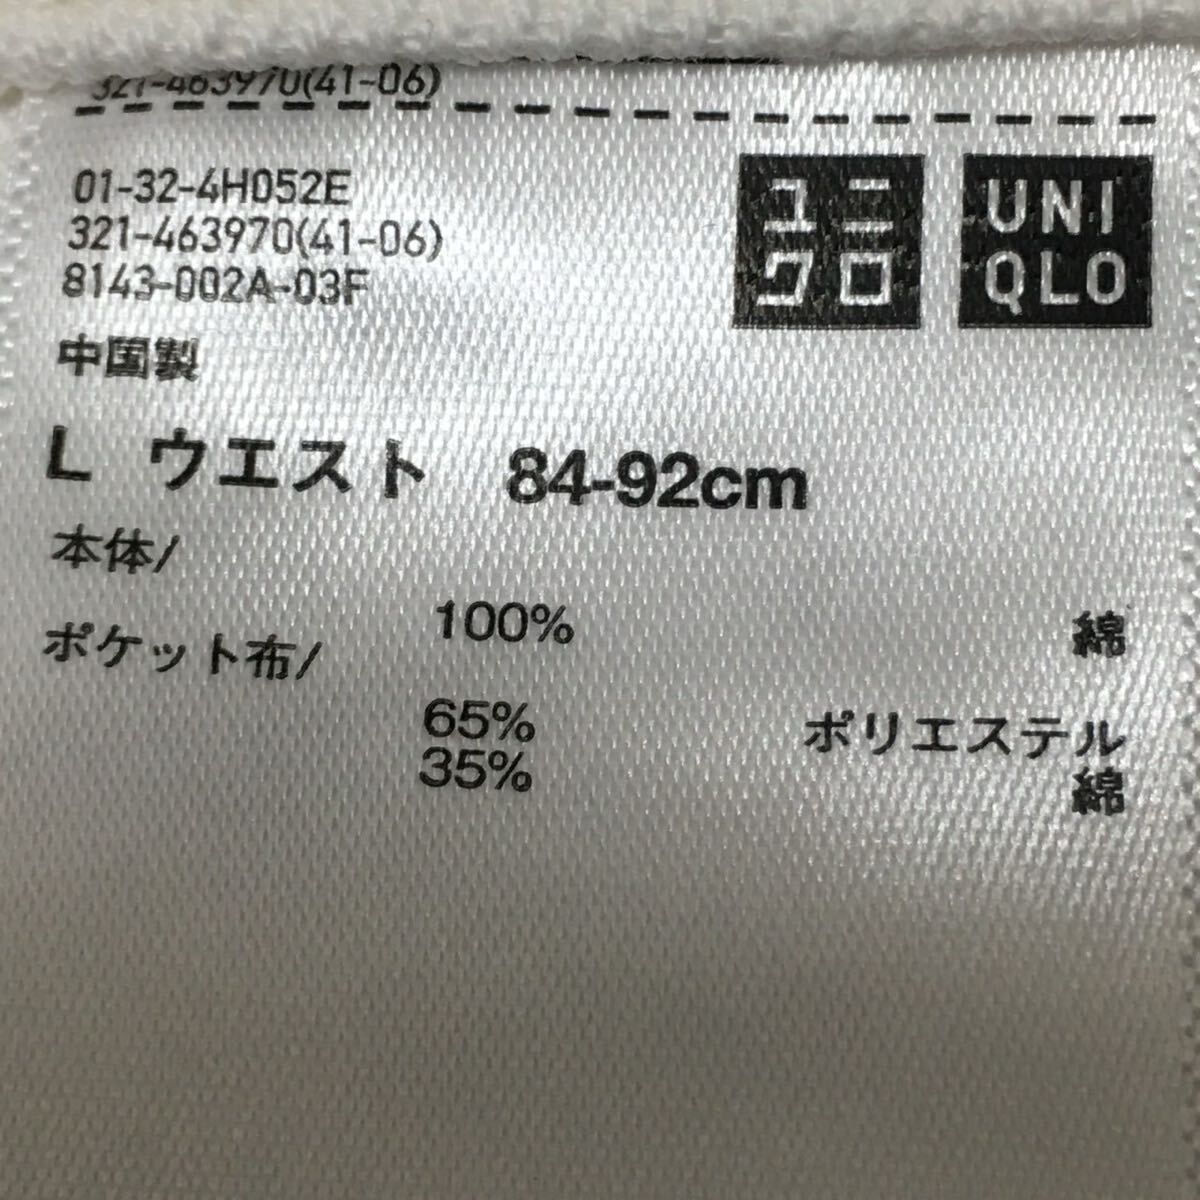 321-463970(41-06)
01-32-4H052E
321-463970(41-06)
8143-002A-03F
ユニ
クロ
UNI
QLO
中国製
L ウエスト 84-92cm
本体/
100% 綿
ポケット布/
65% ポリエステル
35% 綿